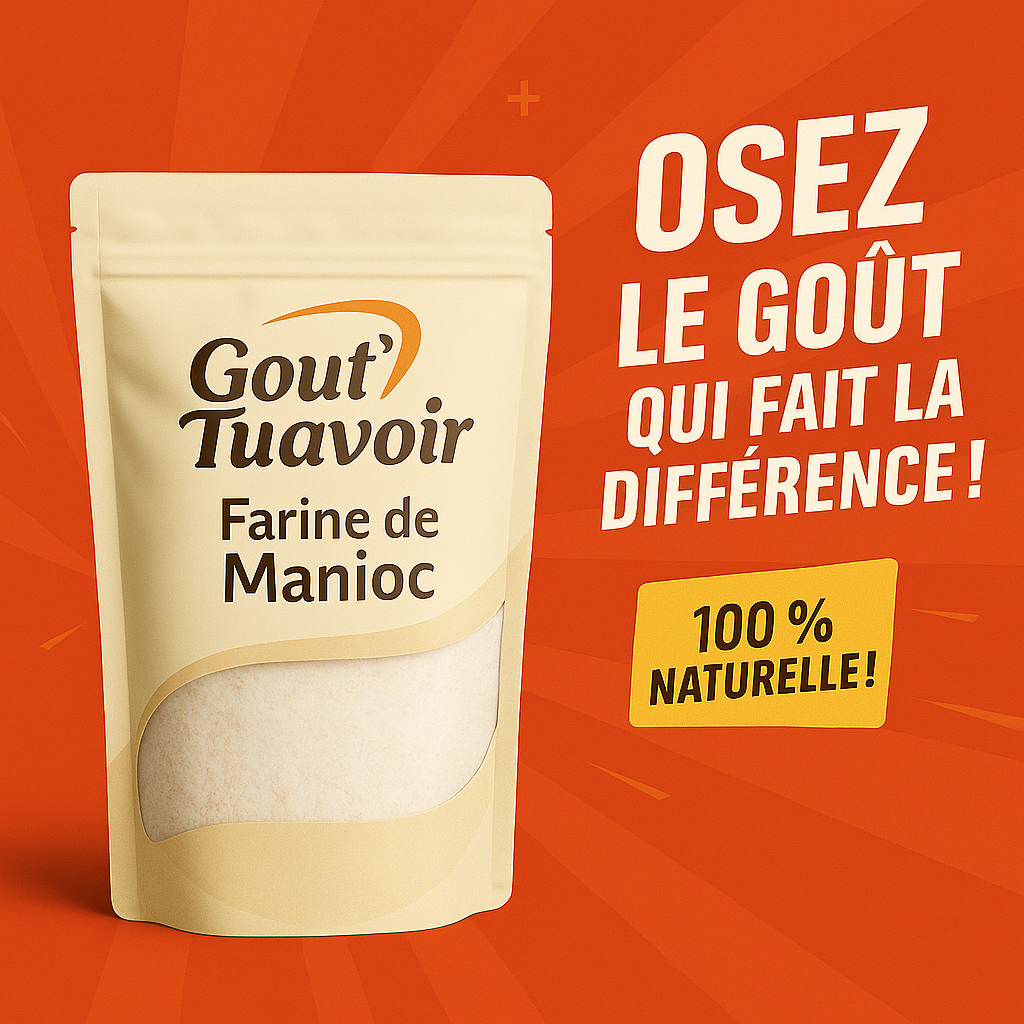 Gout'
Tuavoir
Farine de
Manioc
OSEZ
LE GOÛT
QUI FAIT LA
DIFFÉRENCE !
100 %
NATURELLE !